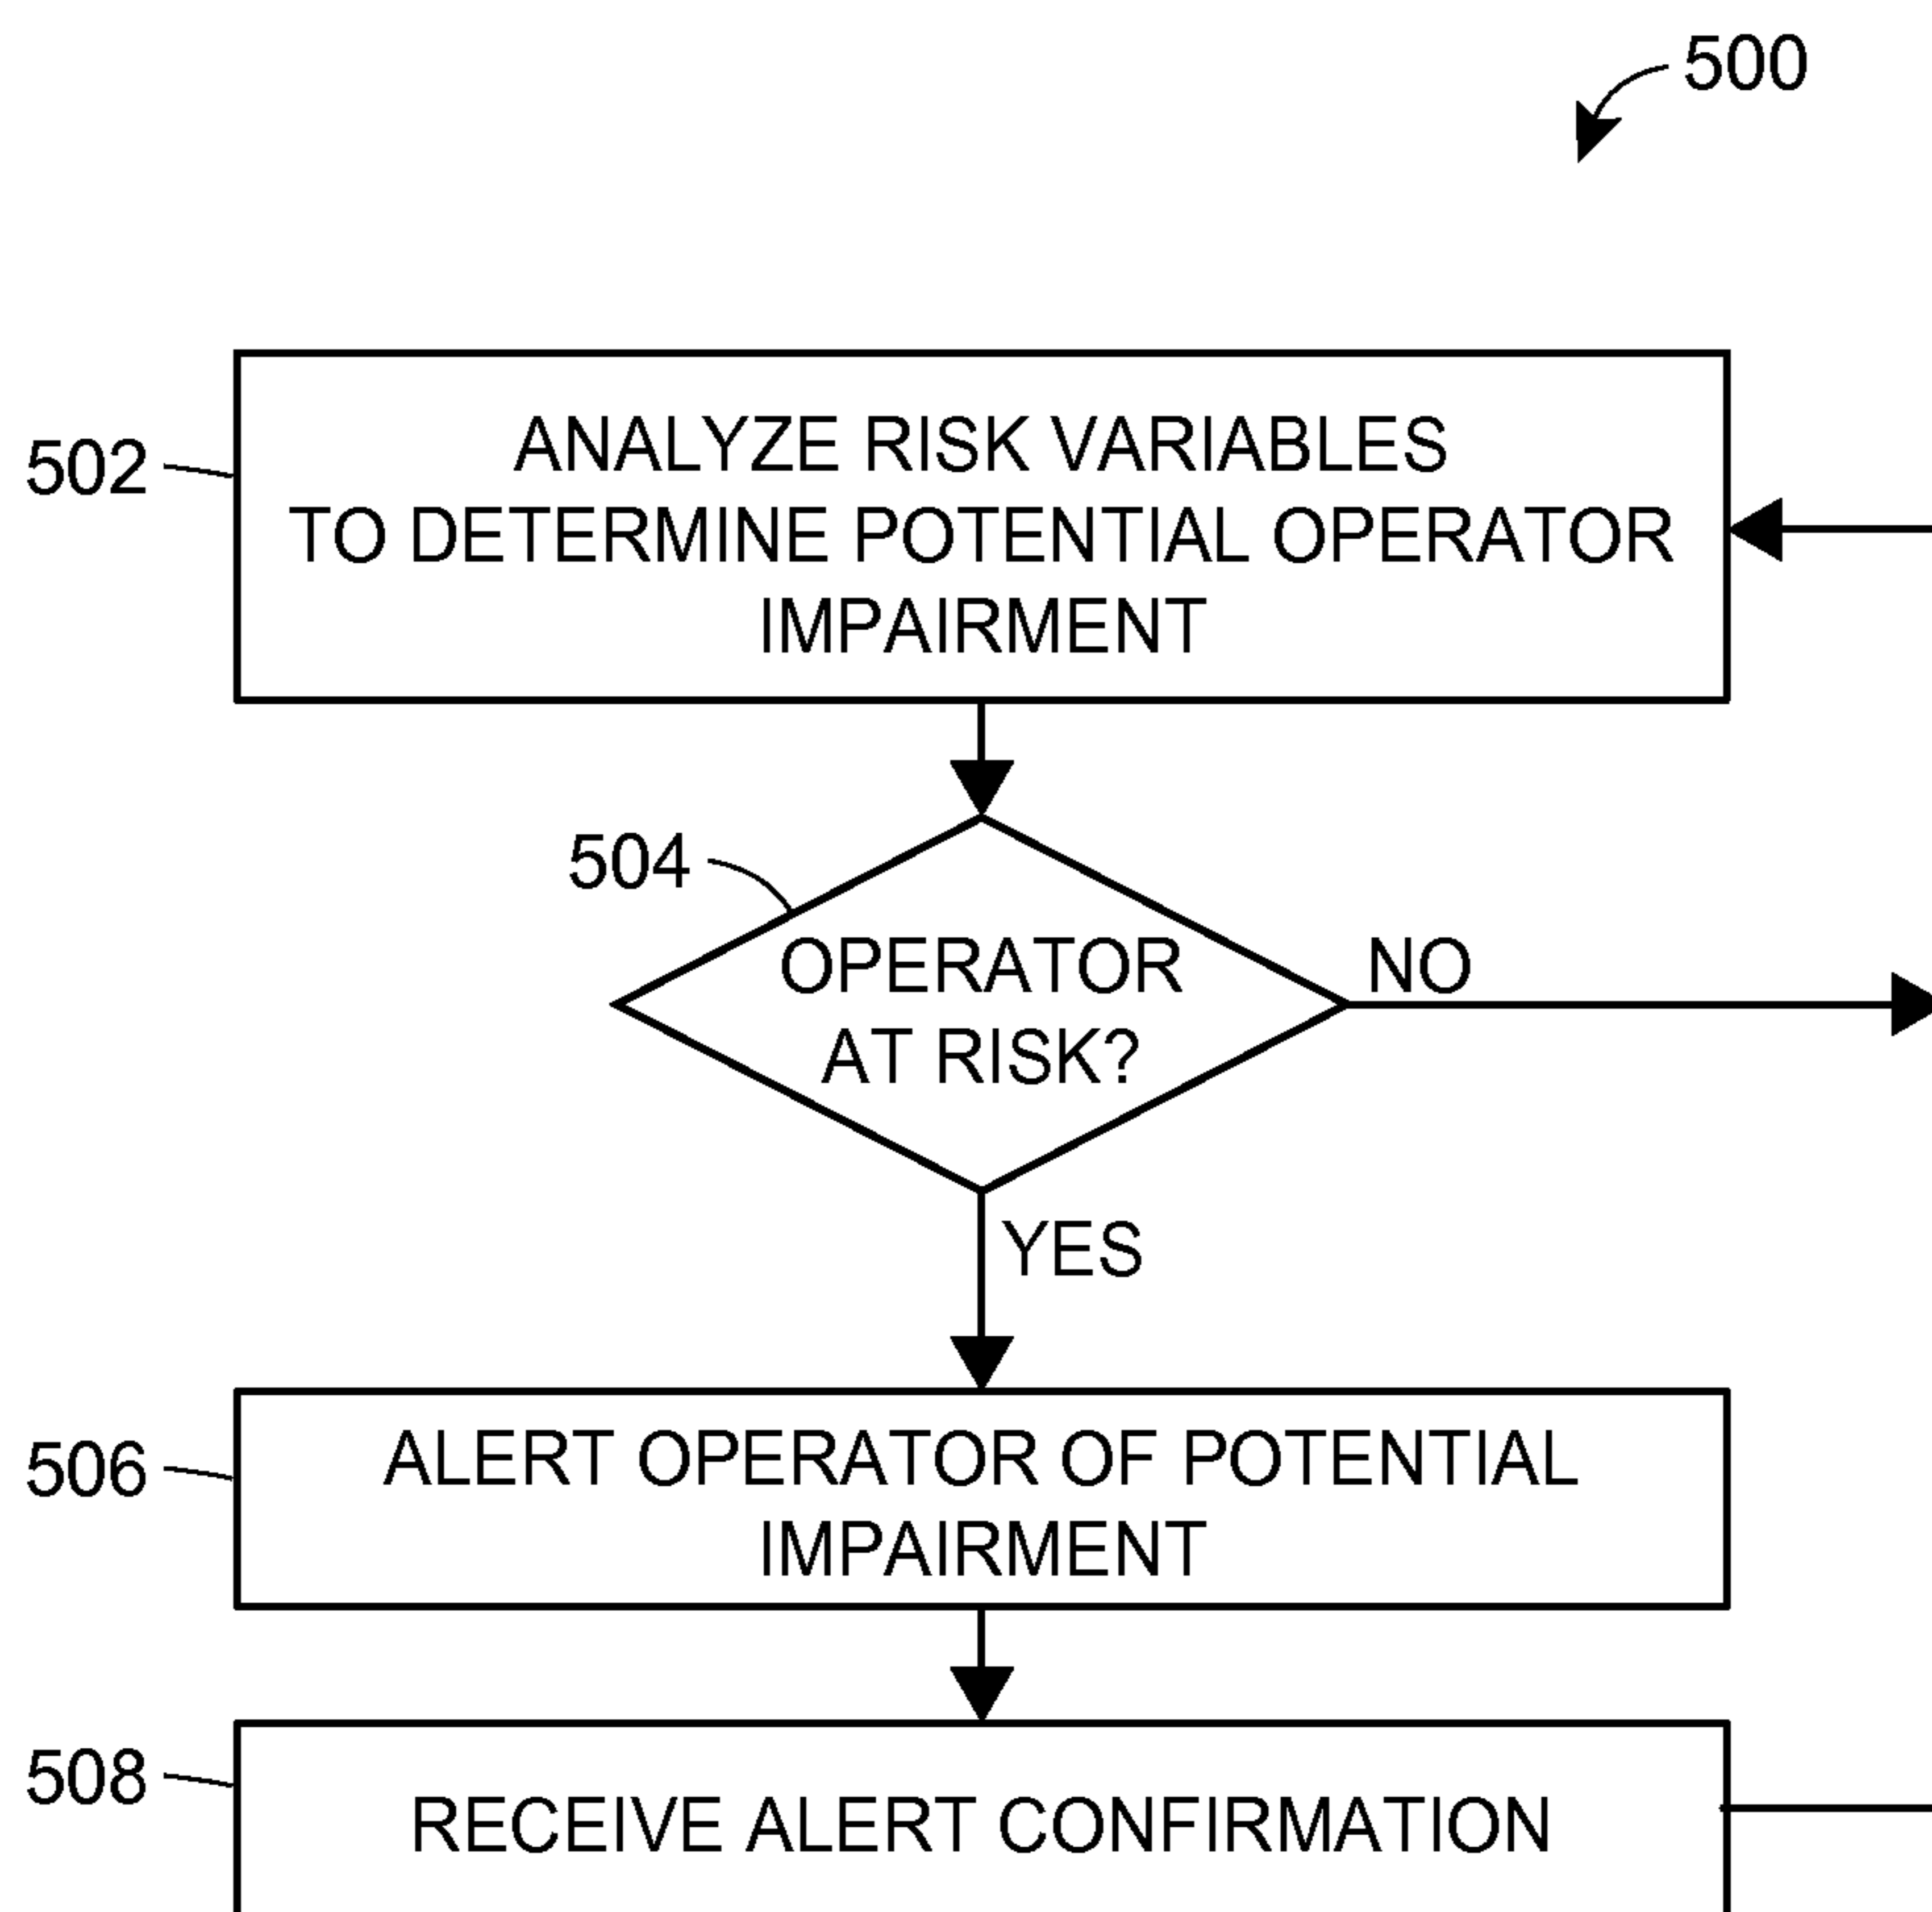 500
502
ANALYZE RISK VARIABLES
TO DETERMINE POTENTIAL OPERATOR
IMPAIRMENT
504
OPERATOR
AT RISK?
NO
YES
506
ALERT OPERATOR OF POTENTIAL
IMPAIRMENT
508
RECEIVE ALERT CONFIRMATION